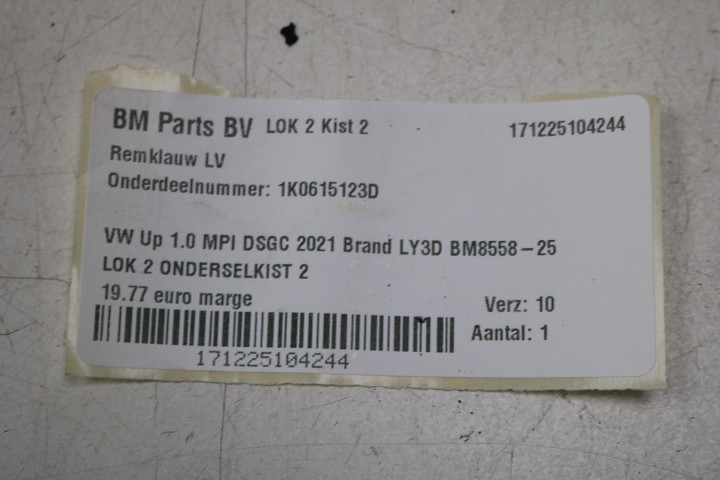 BM Parts BV LOK 2 Kist 2 171225104244
Remklauw LV
Onderdeelnummer: 1K0615123D
VW Up 1.0 MPI DSGC 2021 Brand LY3D BM8558-25
LOK 2 ONDERSELKIST 2
19.77 euro marge Verz: 10
Aantal: 1
171225104244